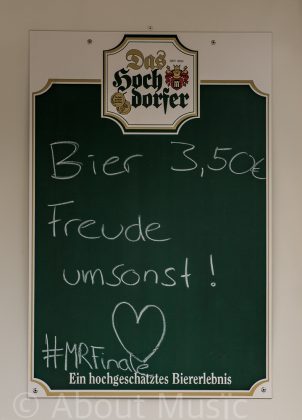 Das
Hoch
dorfer
Bier 3,50€
Freude
umsonst!
#MRFinale
Ein hochgeschätztes Biererlebnis
© About Music